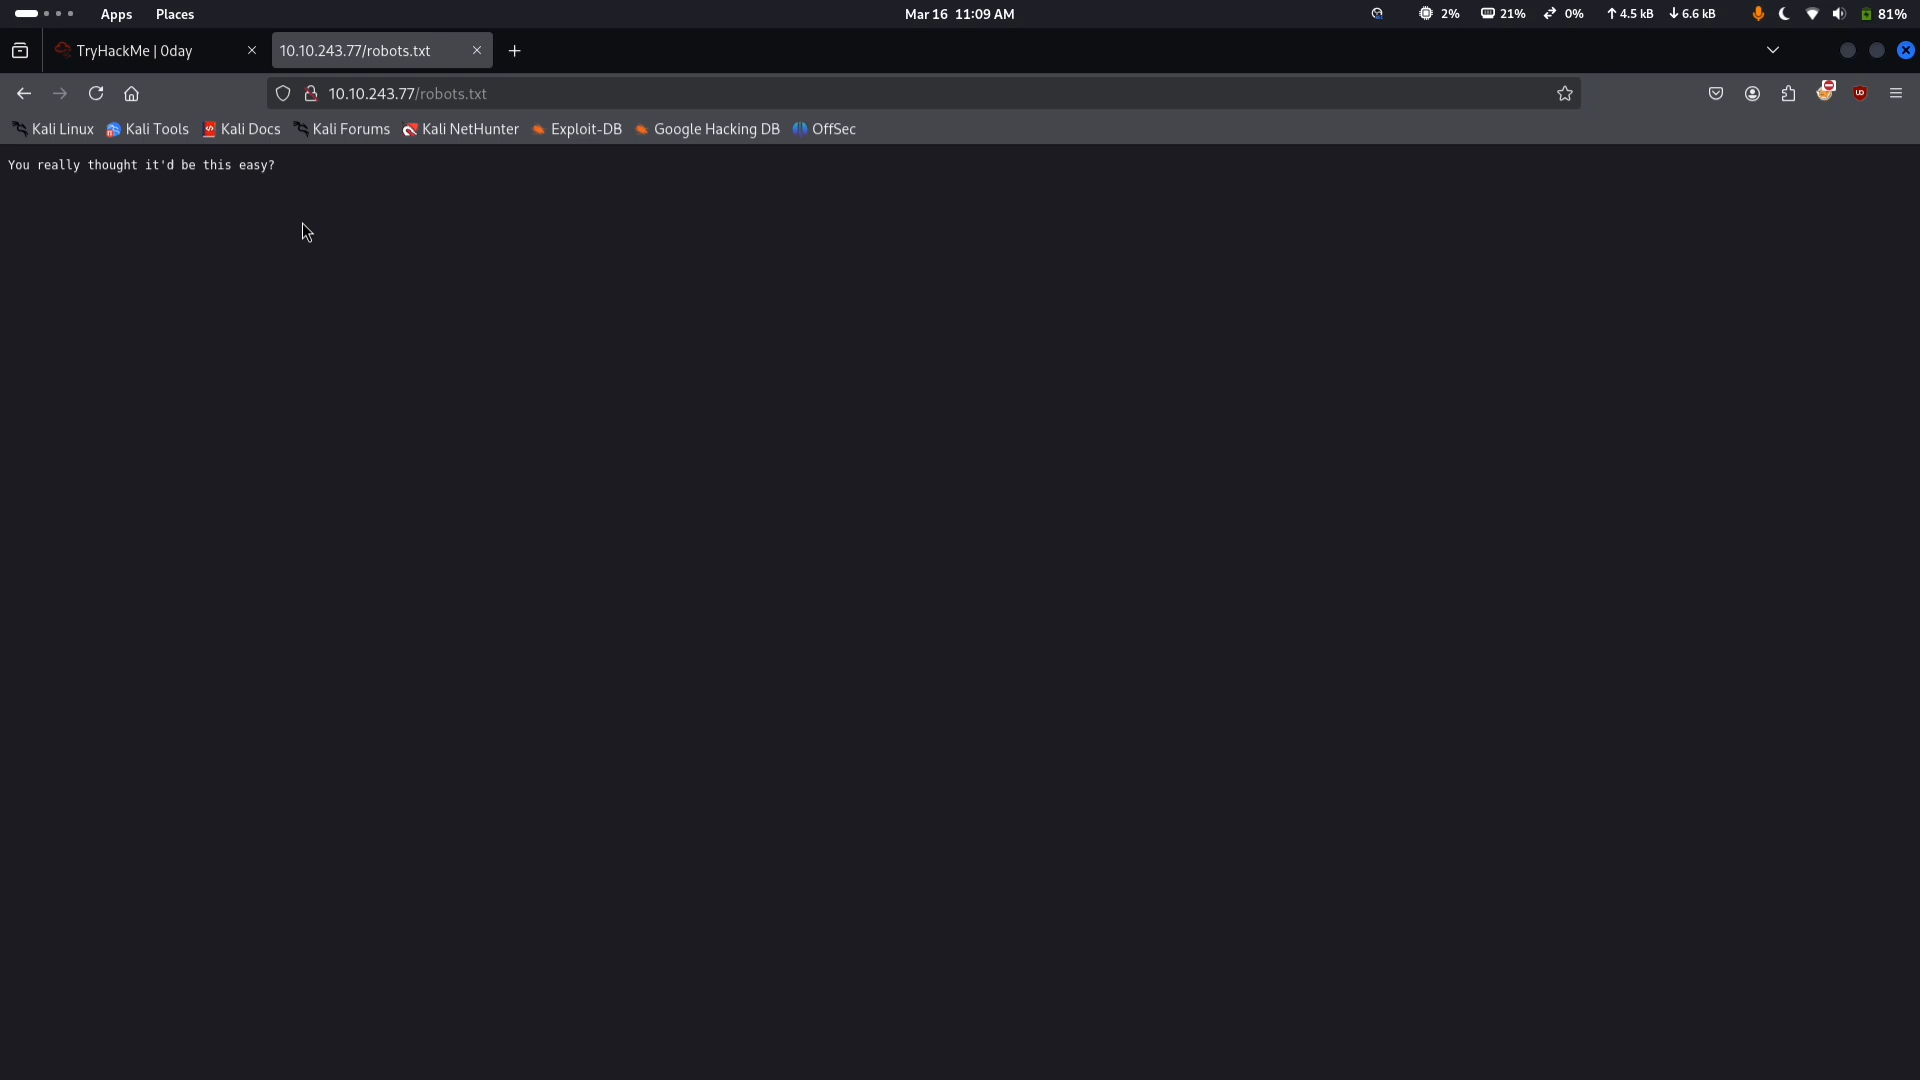 Apps Places Mar 16 11:09 AM 2% 21% 0% 4.5 kB 6.6 kB 81%
TryHackMe | 0day 10.10.243.77/robots.txt
10.10.243.77/robots.txt
Kali Linux Kali Tools Kali Docs Kali Forums Kali NetHunter Exploit-DB Google Hacking DB OffSec
You really thought it'd be this easy?